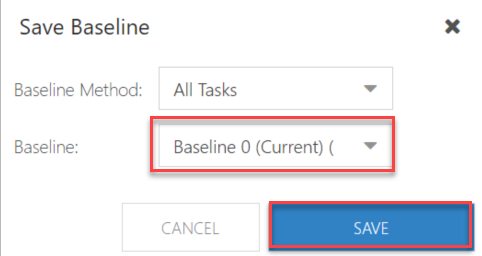 Save Baseline
Baseline Method: All Tasks
Baseline: Baseline 0 (Current) (
CANCEL SAVE